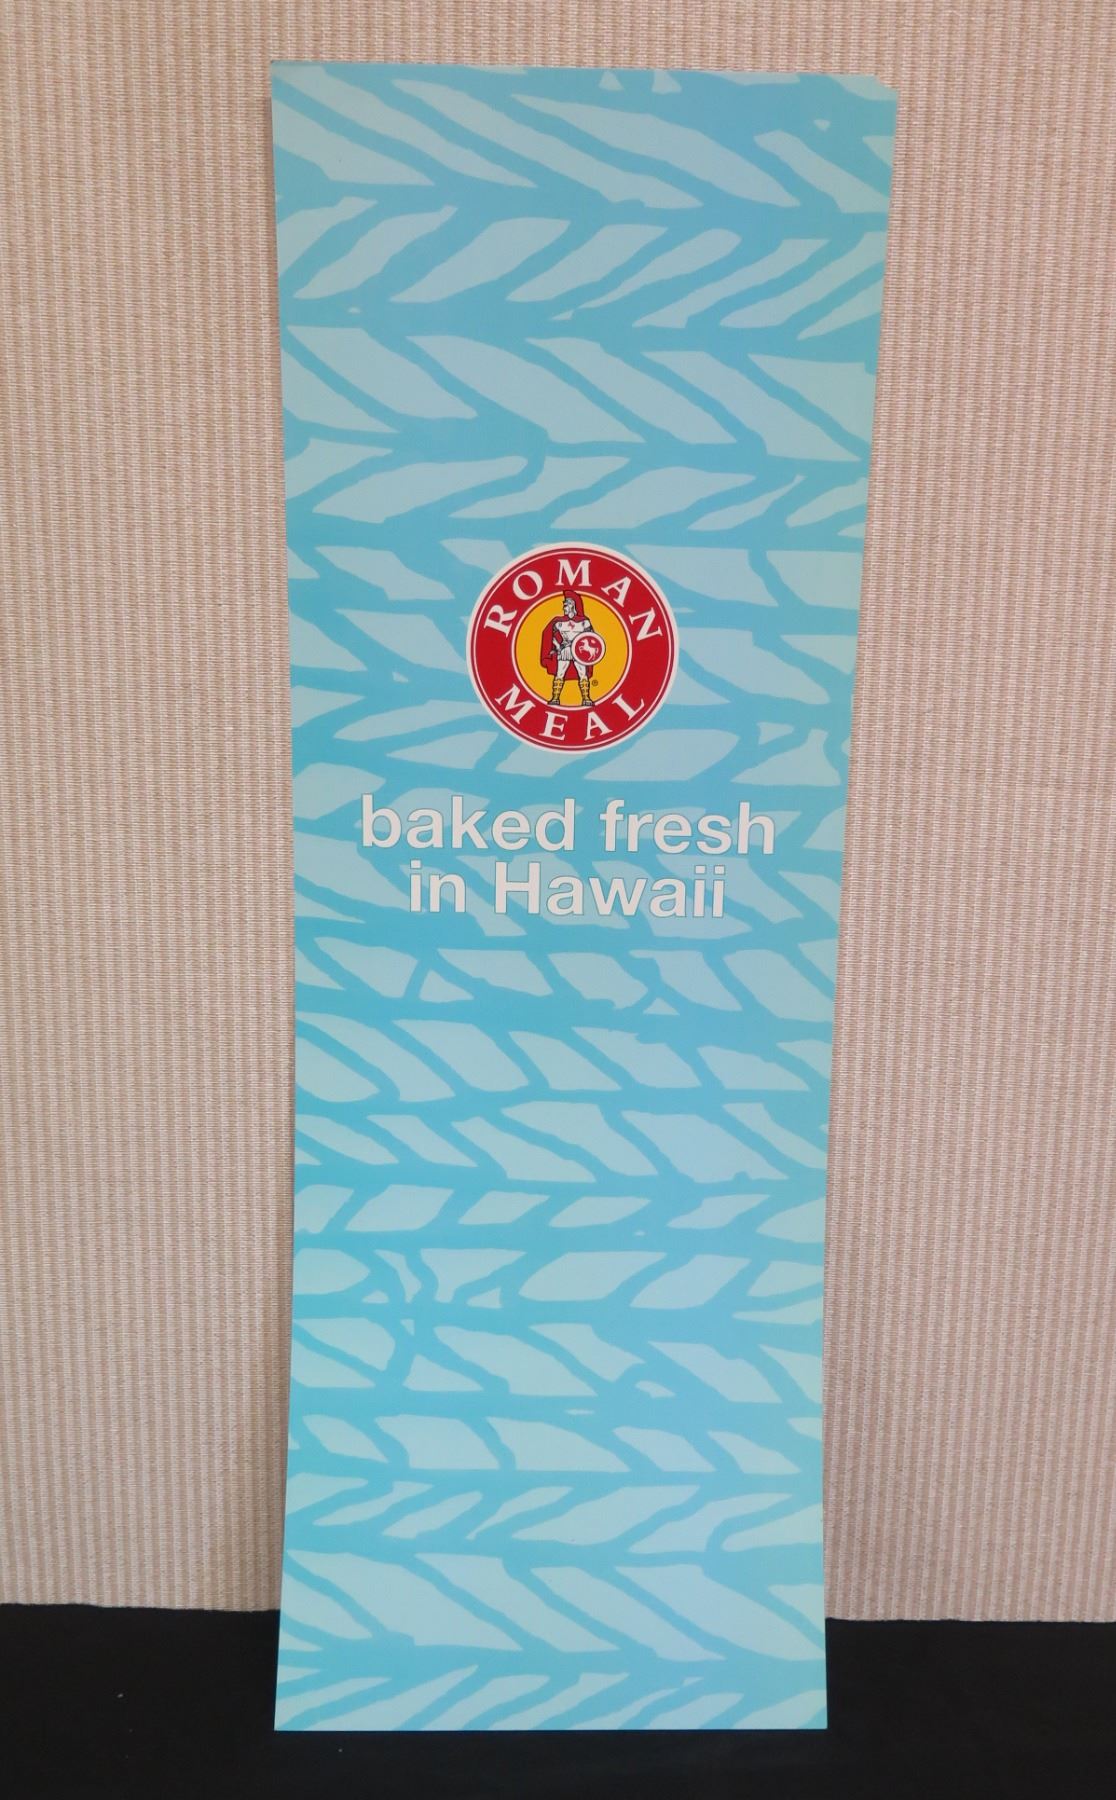 ROMAN
MEAL
®
baked fresh
in Hawaii